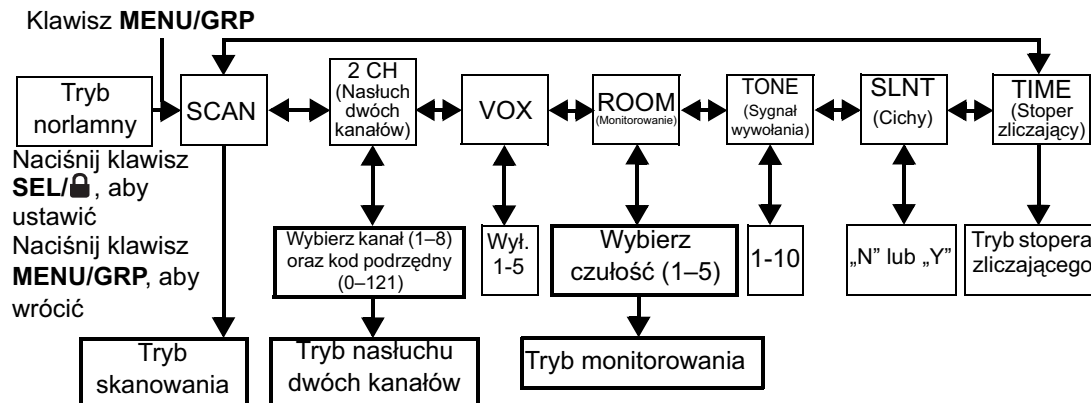 Klawisz MENU/GRP
Tryb
norlamny
SCAN
2 CH
(Nasłuch
dwóch
kanałów)
VOX
ROOM
(Monitorowanie)
TONE
(Sygnał
wywołania)
SLNT
(Cichy)
TIME
(Stoper
zliczający)
Naciśnij klawisz
SEL/, aby
ustawić
Naciśnij klawisz
MENU/GRP, aby
wrócić
Wybierz kanał (1–8)
oraz kod podrzędny
(0–121)
Wył.
1-5
Wybierz
czułość (1–5)
1-10
„N” lub „Y”
Tryb stopera
zliczającego
Tryb
skanowania
Tryb nasłuchu
dwóch kanałów
Tryb monitorowania